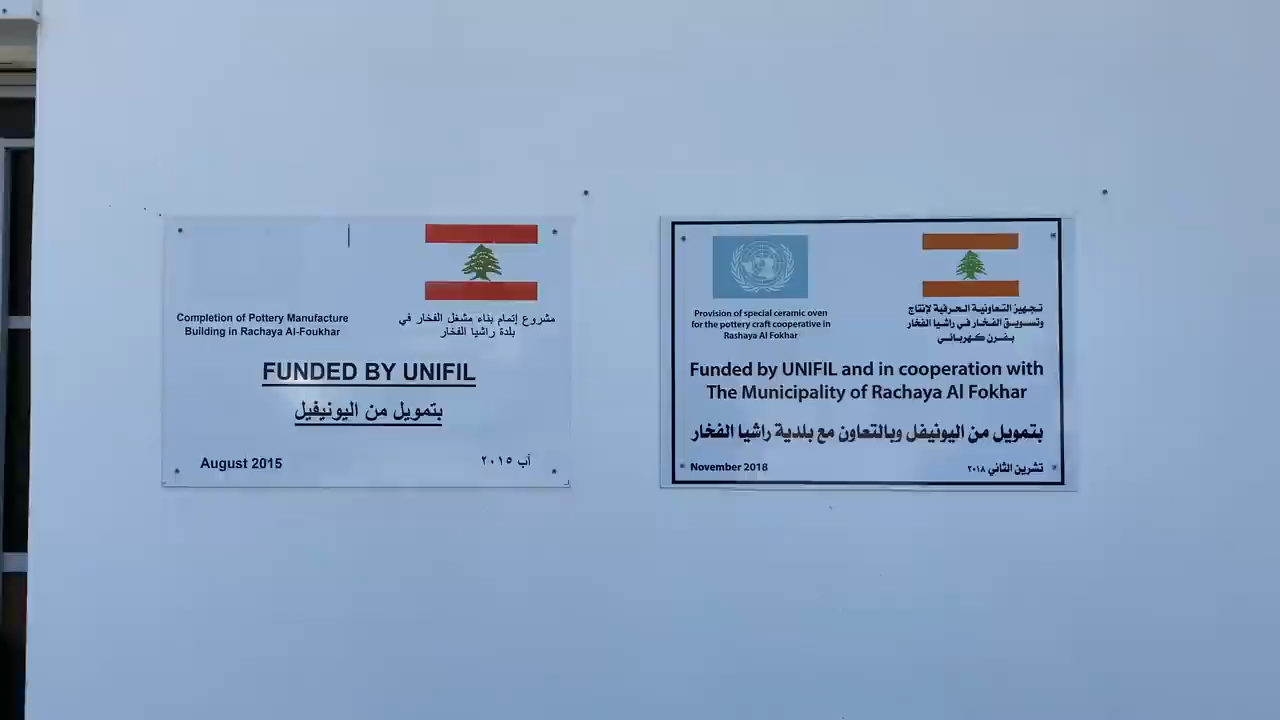 Completion of Pottery Manufacture
Building in Rachaya Al-Foukhar
مشروع إتمام بناء مشغل الفخار في
بلدة راشيا الفخار
FUNDED BY UNIFIL
بتمويل من اليونيفيل
August 2015
آب ٢٠١٥
Provision of special ceramic oven
for the pottery craft cooperative in
Rashaya Al Fokhar
تجهيز التعاونية الحرفية لإنتاج
وتسويق الفخار في راشيا الفخار
بفرن كهربائي
Funded by UNIFIL and in cooperation with
The Municipality of Rachaya Al Fokhar
بتمويل من اليونيفل وبالتعاون مع بلدية راشيا الفخار
November 2018
تشرين الثاني ٢٠١٨